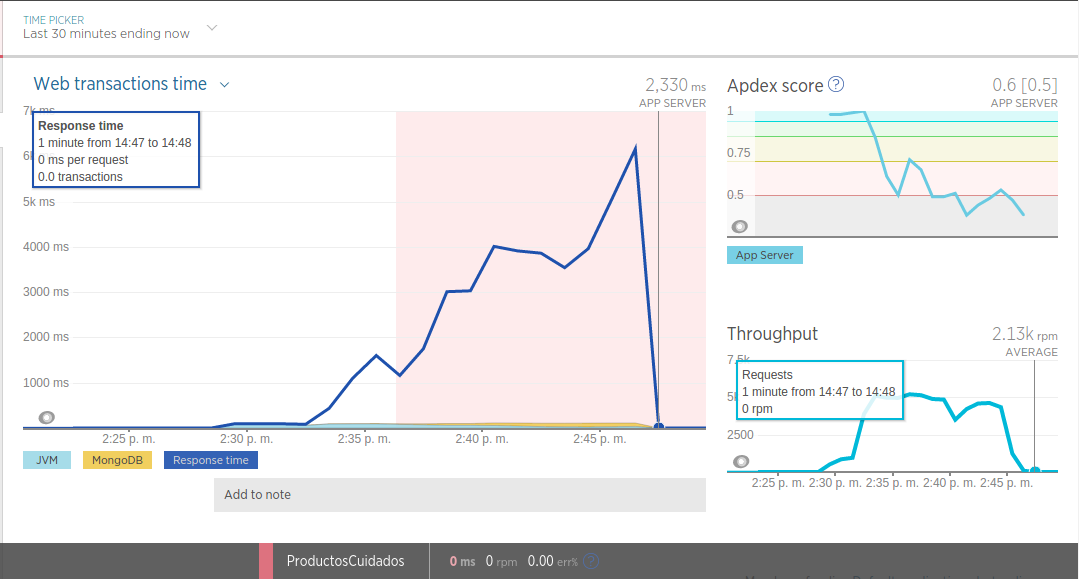 TIME PICKER
Last 30 minutes ending now
Web transactions time
2,330 ms
APP SERVER
7k ms
Response time
1 minute from 14:47 to 14:48
0 ms per request
0.0 transactions
5k ms
4000 ms
3000 ms
2000 ms
1000 ms
2:25 p. m. 2:30 p. m. 2:35 p. m. 2:40 p. m. 2:45 p. m.
JVM MongoDB Response time
Add to note
Apdex score ?
0.6 [0.5]
APP SERVER
1
0.75
0.5
App Server
Throughput
2.13k rpm
AVERAGE
7.5k
Requests
1 minute from 14:47 to 14:48
0 rpm
2500
2:25 p. m. 2:30 p. m. 2:35 p. m. 2:40 p. m. 2:45 p. m.
ProductosCuidados 0 ms 0 rpm 0.00 err% ?